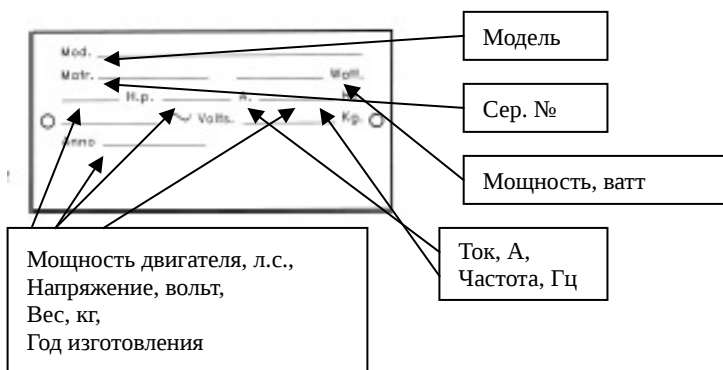 Mod.
Модель
Matr. Watt.
H.p. A. H
Сер. №
Volts. Kg.
Anno
Мощность, ватт
Мощность двигателя, л.с.,
Напряжение, вольт,
Вес, кг,
Год изготовления
Ток, А,
Частота, Гц